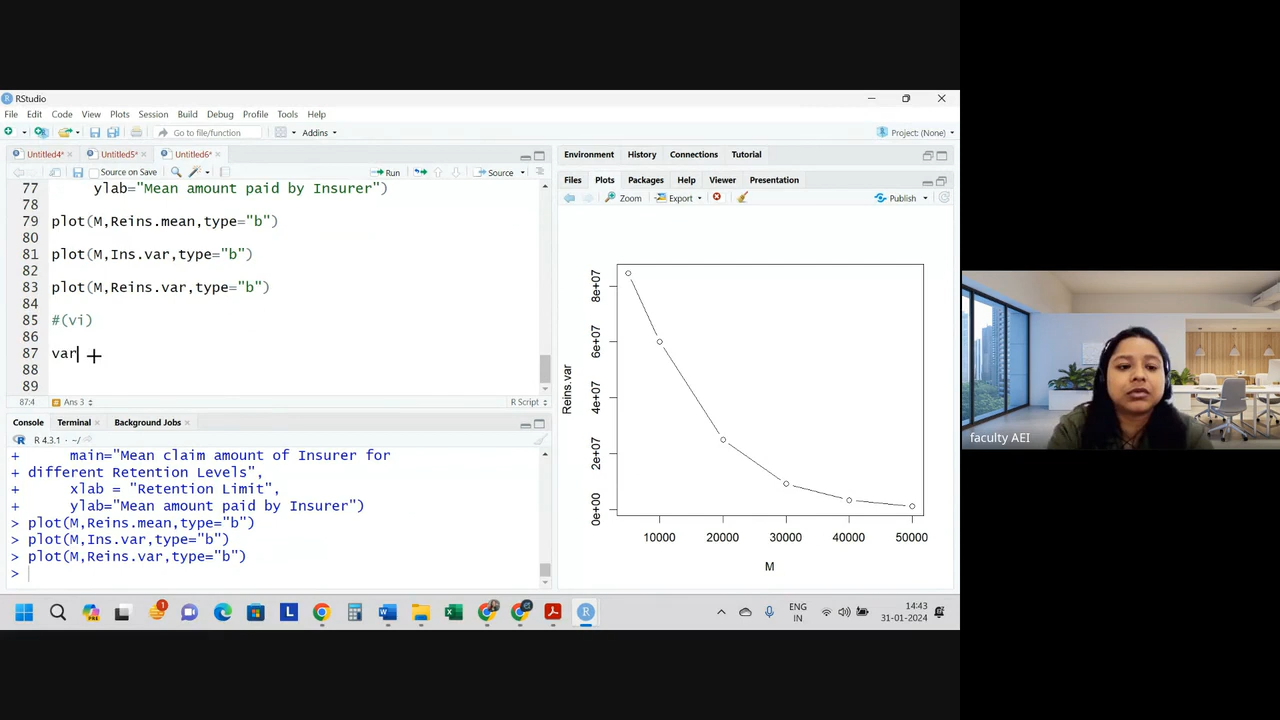 RStudio
File Edit Code View Plots Session Build Debug Profile Tools Help
Go to file/function Addins Project: (None)
Untitled4* Untitled5* Untitled6*
Source on Save Run Source
77 ylab="Mean amount paid by Insurer")
78
79 plot(M,Reins.mean,type="b")
80
81 plot(M,Ins.var,type="b")
82
83 plot(M,Reins.var,type="b")
84
85 #(vi)
86
87 var
88
89
87:4 Ans 3 R Script
Console Terminal Background Jobs
R 4.3.1 · ~/
+ main="Mean claim amount of Insurer for
+ different Retention Levels",
+ xlab = "Retention Limit",
+ ylab="Mean amount paid by Insurer")
> plot(M,Reins.mean,type="b")
> plot(M,Ins.var,type="b")
> plot(M,Reins.var,type="b")
>
Environment History Connections Tutorial
Files Plots Packages Help Viewer Presentation
Zoom Export Publish
8e+07
6e+07
4e+07
2e+07
0e+00
Reins.var
10000 20000 30000 40000 50000
M
faculty AEI
ENG
IN
14:43
31-01-2024